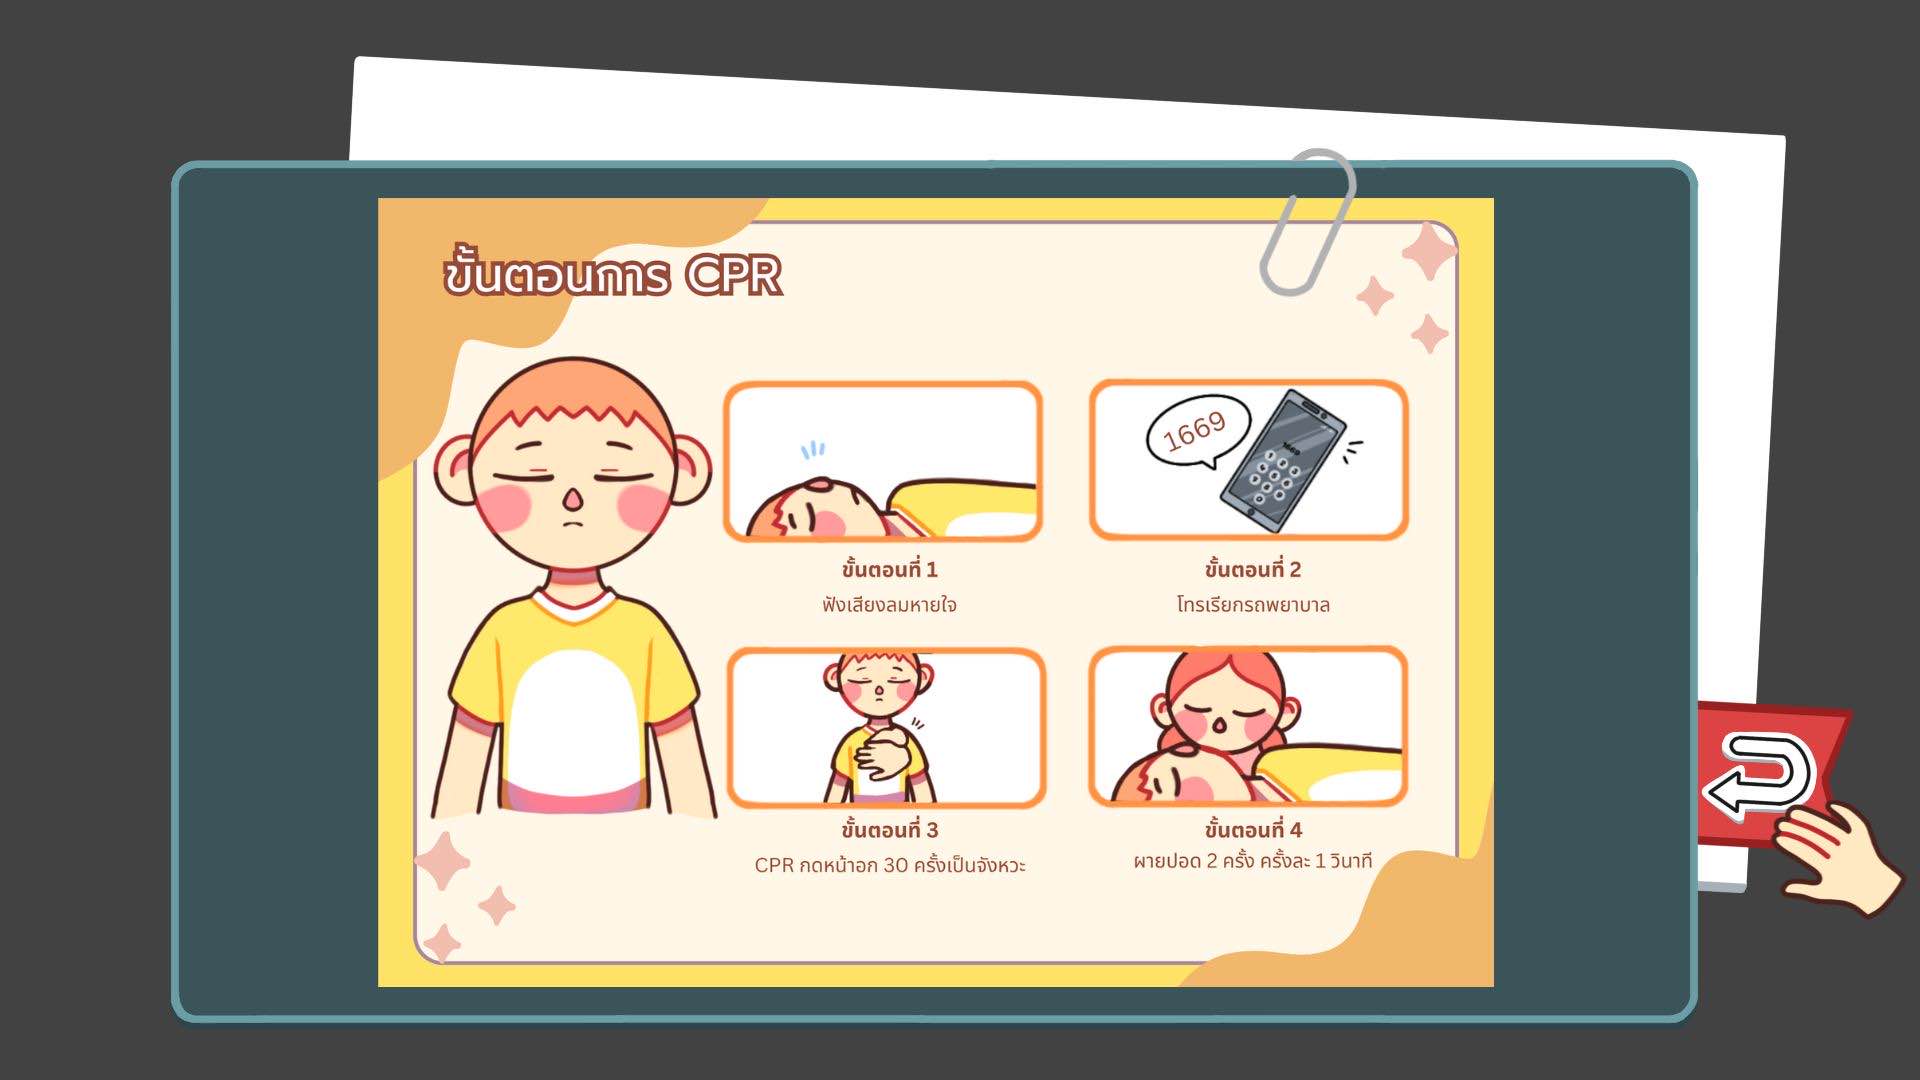 ขั้นตอนการ CPR
1669
ขั้นตอนที่ 1
ฟังเสียงลมหายใจ
ขั้นตอนที่ 2
โทรเรียกรถพยาบาล
ขั้นตอนที่ 3
CPR กดหน้าอก 30 ครั้งเป็นจังหวะ
ขั้นตอนที่ 4
ผายปอด 2 ครั้ง ครั้งละ 1 วินาที